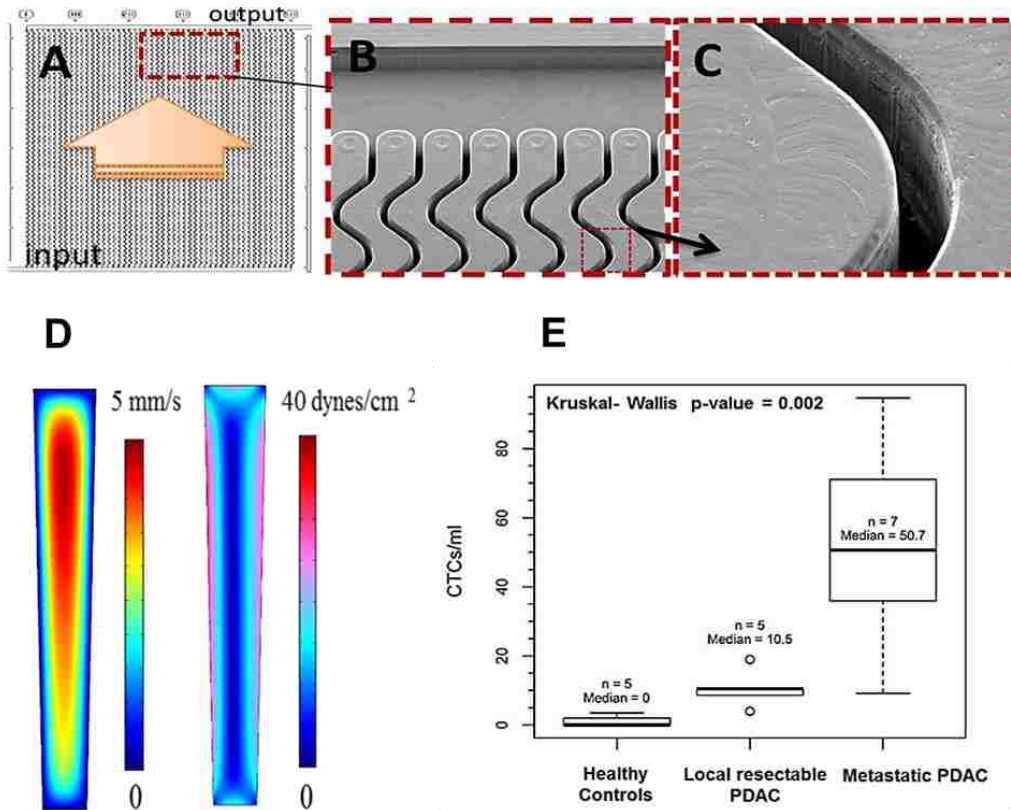 output
A
input
B
C
D
5 mm/s
0
40 dynes/cm 2
0
E
Kruskal- Wallis p-value = 0.002
CTCs/ml
80
60
40
20
0
n = 5
Median = 0
n = 5
Median = 10.5
n = 7
Median = 50.7
Healthy
Controls
Local resectable
PDAC
Metastatic PDAC